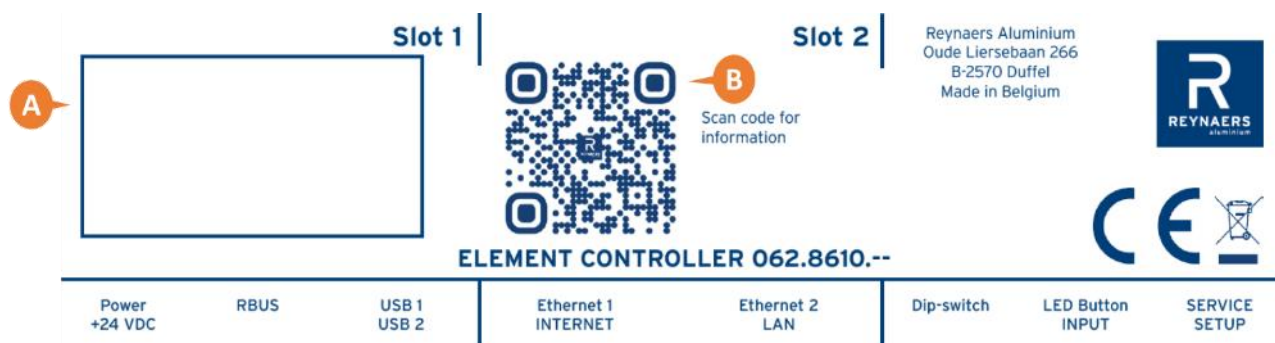 Slot 1
Slot 2
Reynaers Aluminium
Oude Liersebaan 266
B-2570 Duffel
Made in Belgium
R
REYNAERS
aluminium
A
B
Scan code for
information
REYNAERS
CE
ELEMENT CONTROLLER 062.8610.--
Power
+24 VDC
RBUS
USB 1
USB 2
Ethernet 1
INTERNET
Ethernet 2
LAN
Dip-switch
LED Button
INPUT
SERVICE
SETUP